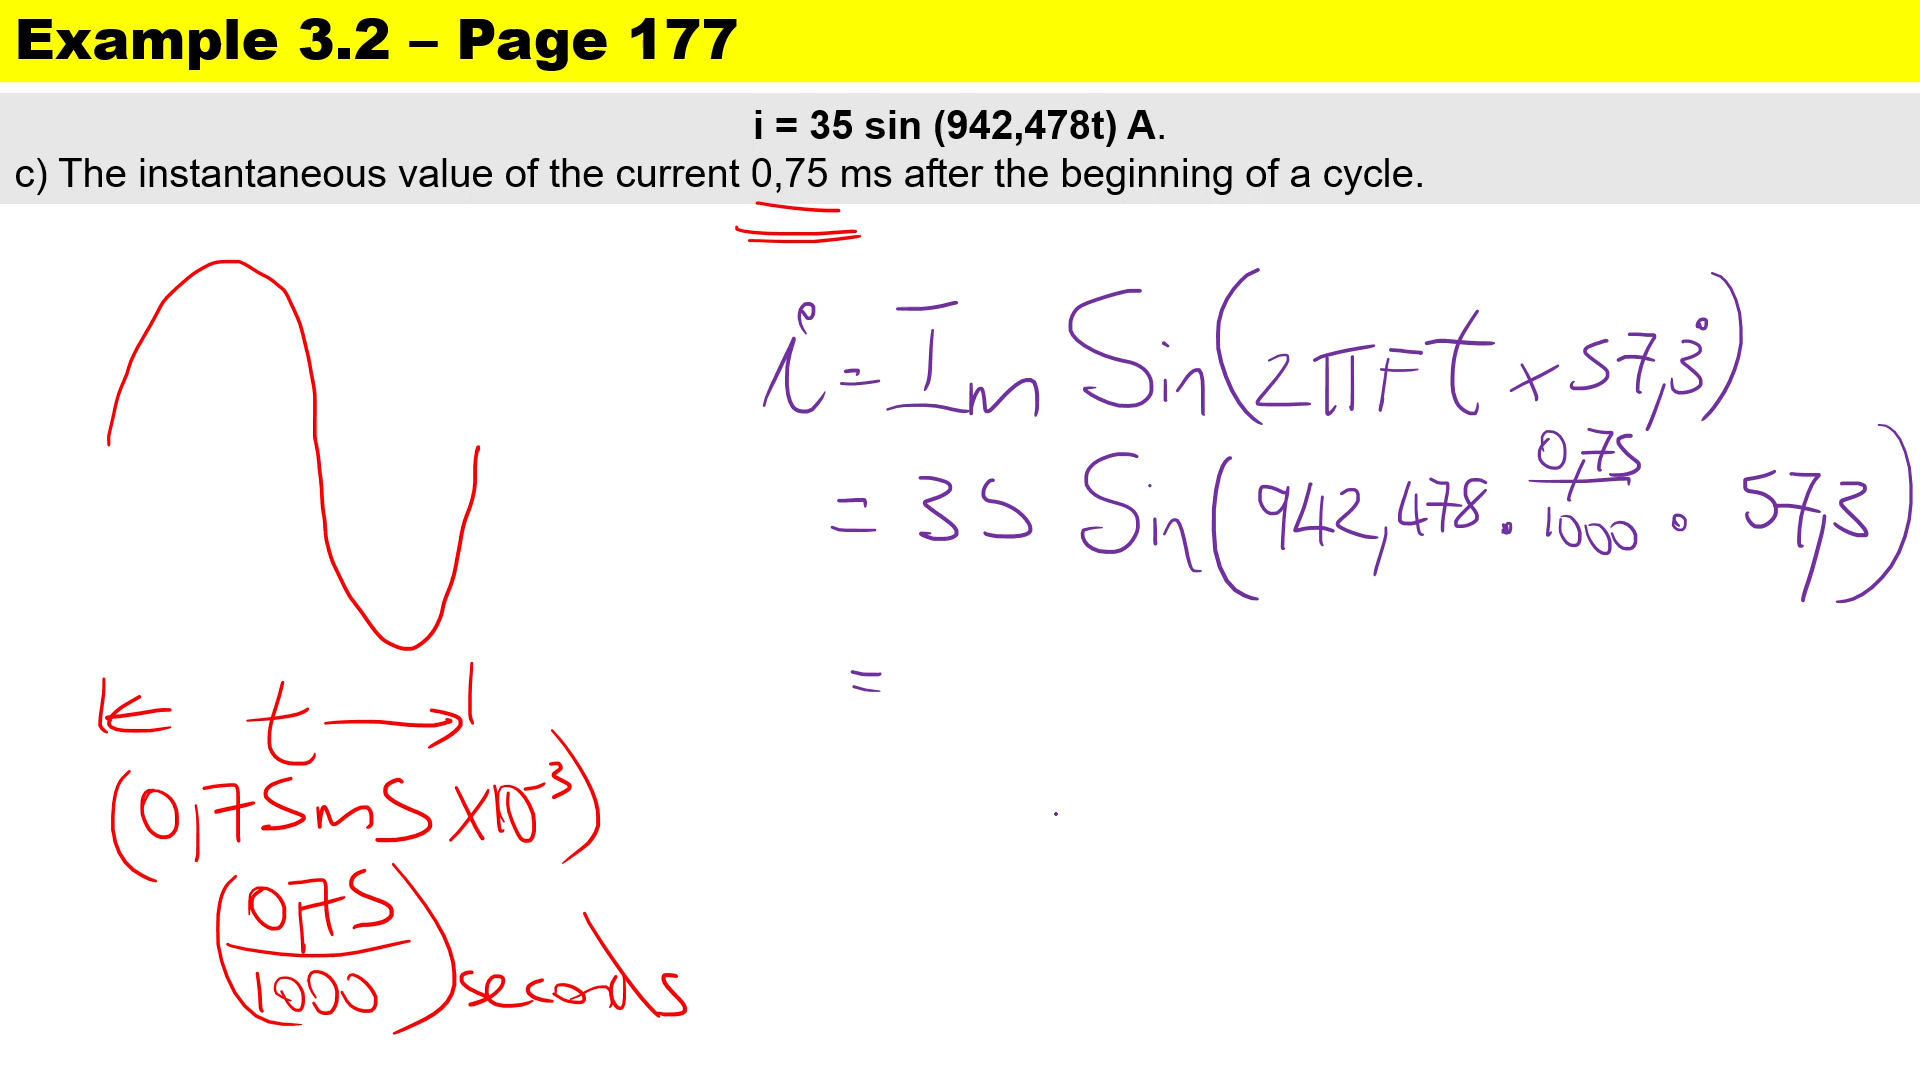 Example 3.2 – Page 177
i = 35 sin (942,478t) A.
c) The instantaneous value of the current 0,75 ms after the beginning of a cycle.
i = Im Sin(2πFt × 57,3°)
= 35 Sin(942,478 . 0,75/1000 . 57,3)
=
t
(0,75mS ×10⁻³)
(0,75/1000) seconds